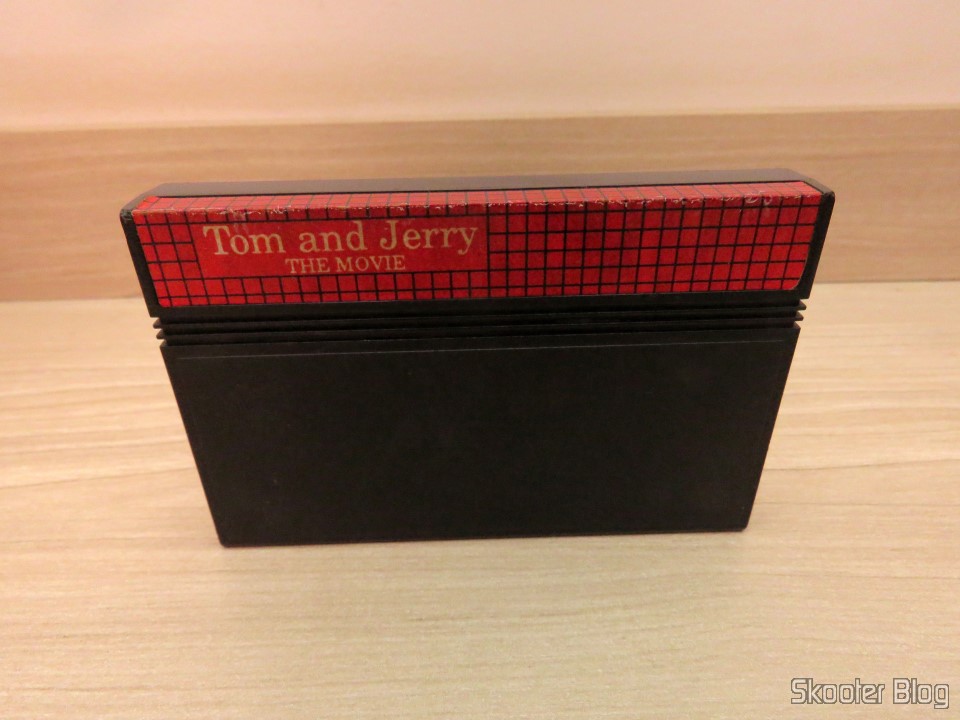 Tom and Jerry
THE MOVIE
Skooter Blog